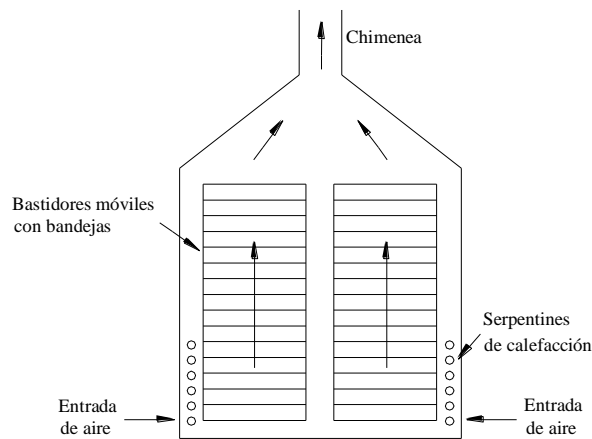 Chimenea
Bastidores móviles
con bandejas
Serpentines
de calefacción
Entrada
de aire
Entrada
de aire